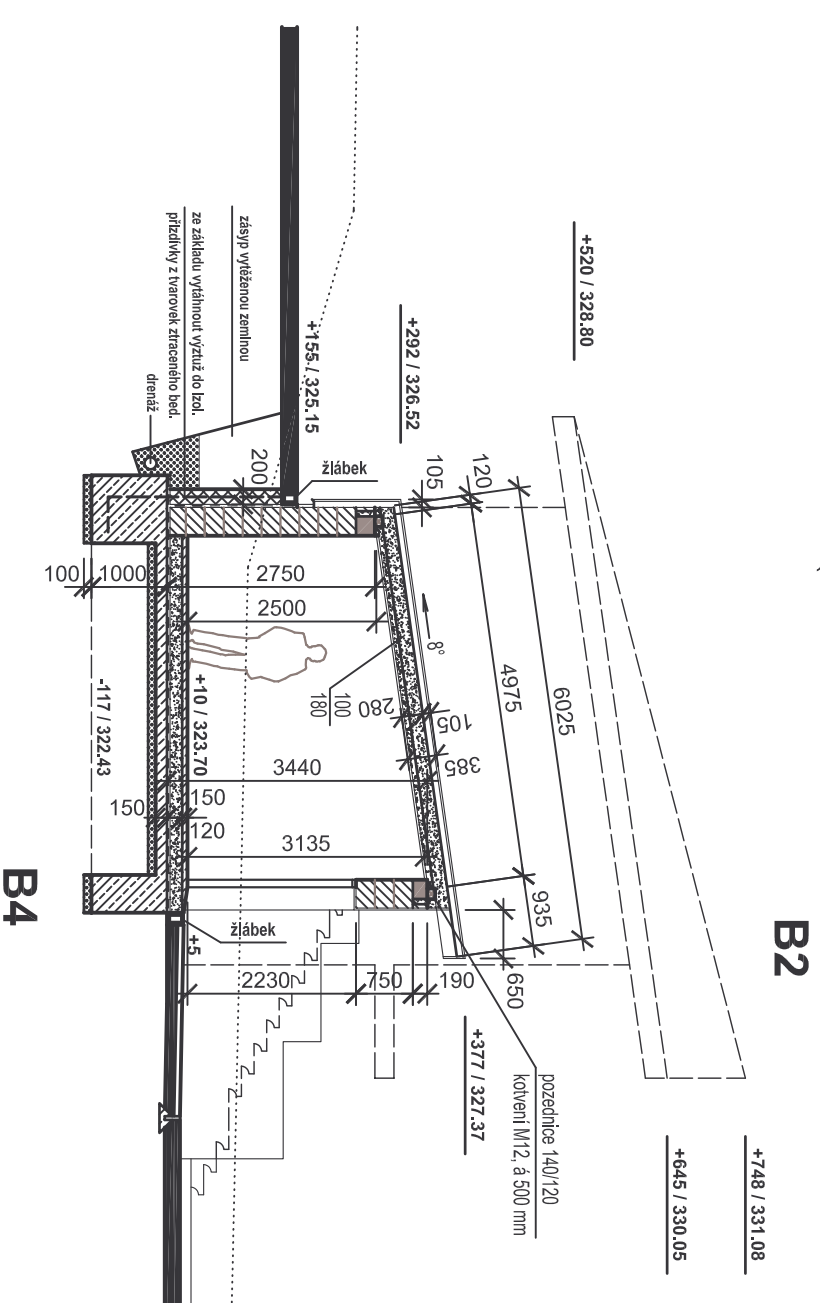 +520 / 328.80
+292 / 326.52
+155 / 325.15
zásyp vytěženou zeminou
ze základu vytáhnout výztuž do Izol.
přizdívky z tvarovek ztraceného bed.
drenáž
200
žlábek
105
120
100
1000
2750
2500
8°
4975
6025
100
180
280
105
385
-117 / 322.43
+10 / 323.70
3440
150
150
120
3135
935
650
B4
B2
žlábek
+5
2230
750
190
+377 / 327.37
pozednice 140/120
kotvení M12, á 500 mm
+645 / 330.05
+748 / 331.08